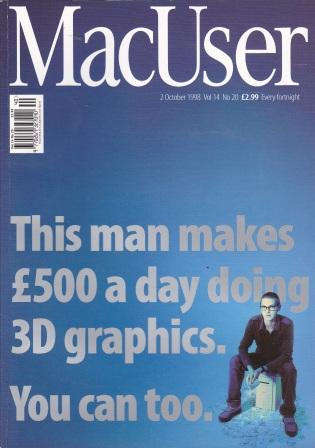 MacUser
2 October 1998 Vol 14 No 20 £2.99 Every fortnight
This man makes
£500 a day doing
3D graphics.
You can too.